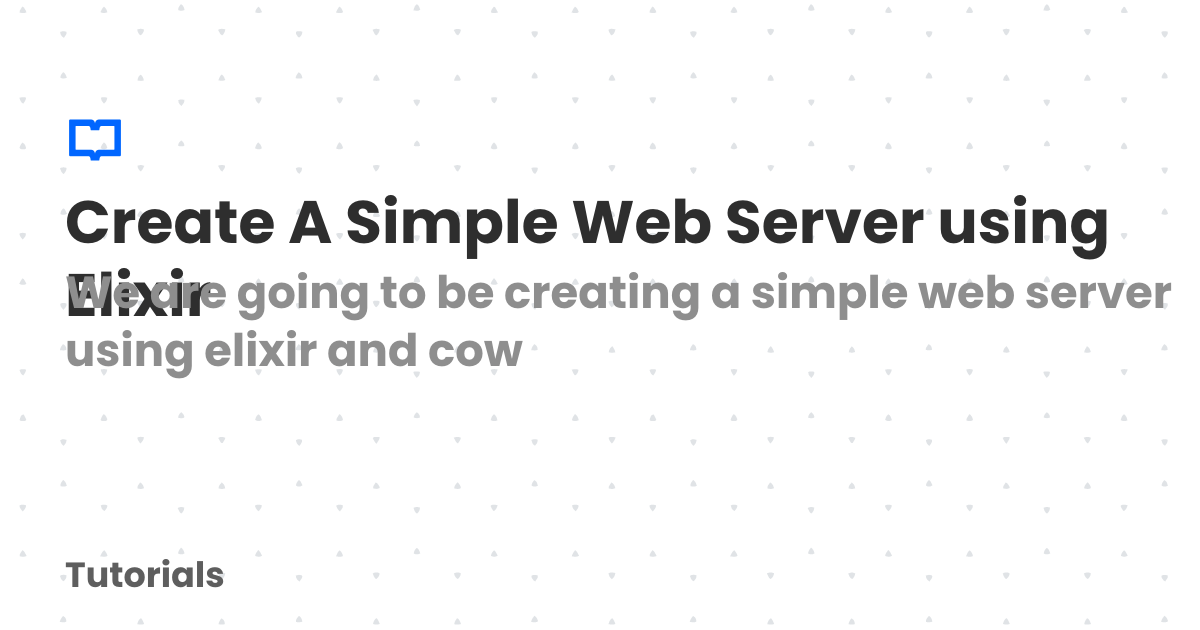 Create A Simple Web Server using
Elixir
We are going to be creating a simple web server
using elixir and cow
Tutorials